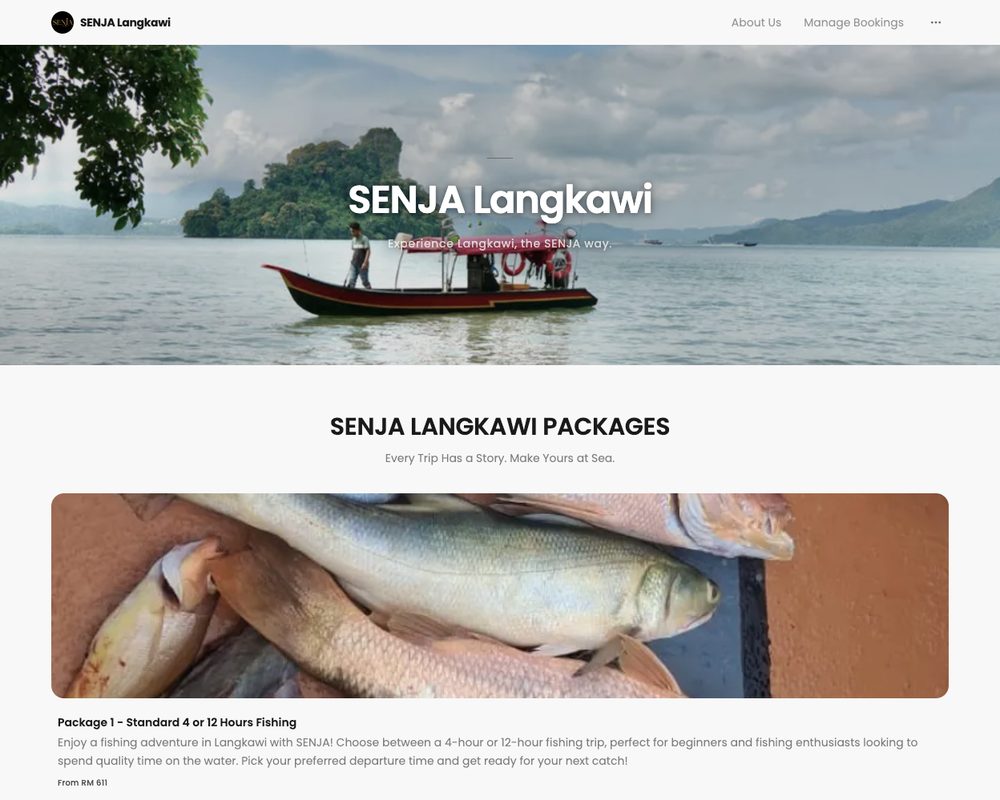 SENJA
SENJA Langkawi
About Us
Manage Bookings
SENJA Langkawi
Experience Langkawi, the SENJA way.
SENJA LANGKAWI PACKAGES
Every Trip Has a Story. Make Yours at Sea.
Package 1 - Standard 4 or 12 Hours Fishing
Enjoy a fishing adventure in Langkawi with SENJA! Choose between a 4-hour or 12-hour fishing trip, perfect for beginners and fishing enthusiasts looking to
spend quality time on the water. Pick your preferred departure time and get ready for your next catch!
From RM 611